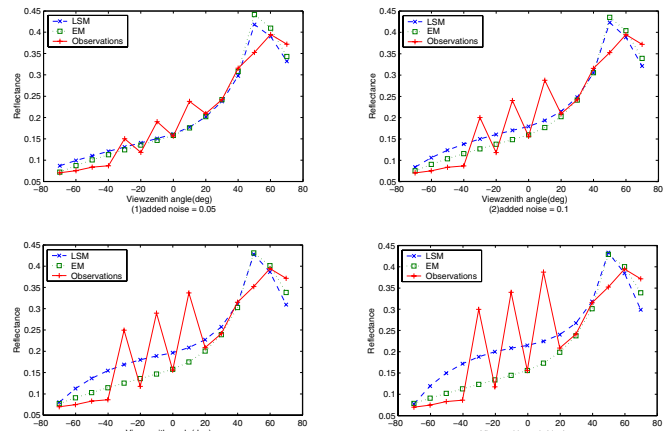 0.45
0.4
0.35
0.3
0.25
0.2
0.15
0.1
0.05
Reflectance
LSM
EM
Observations
−80 −60 −40 −20 0 20 40 60 80
Viewzenith angle(deg)
(1)added noise = 0.05
0.45
0.4
0.35
0.3
0.25
0.2
0.15
0.1
0.05
Reflectance
LSM
EM
Observations
−80 −60 −40 −20 0 20 40 60 80
Viewzenith angle(deg)
(2)added noise = 0.1
0.45
0.4
0.35
0.3
0.25
0.2
0.15
0.1
0.05
Reflectance
LSM
EM
Observations
−80 −60 −40 −20 0 20 40 60 80
0.45
0.4
0.35
0.3
0.25
0.2
0.15
0.1
0.05
Reflectance
LSM
EM
Observations
−80 −60 −40 −20 0 20 40 60 80